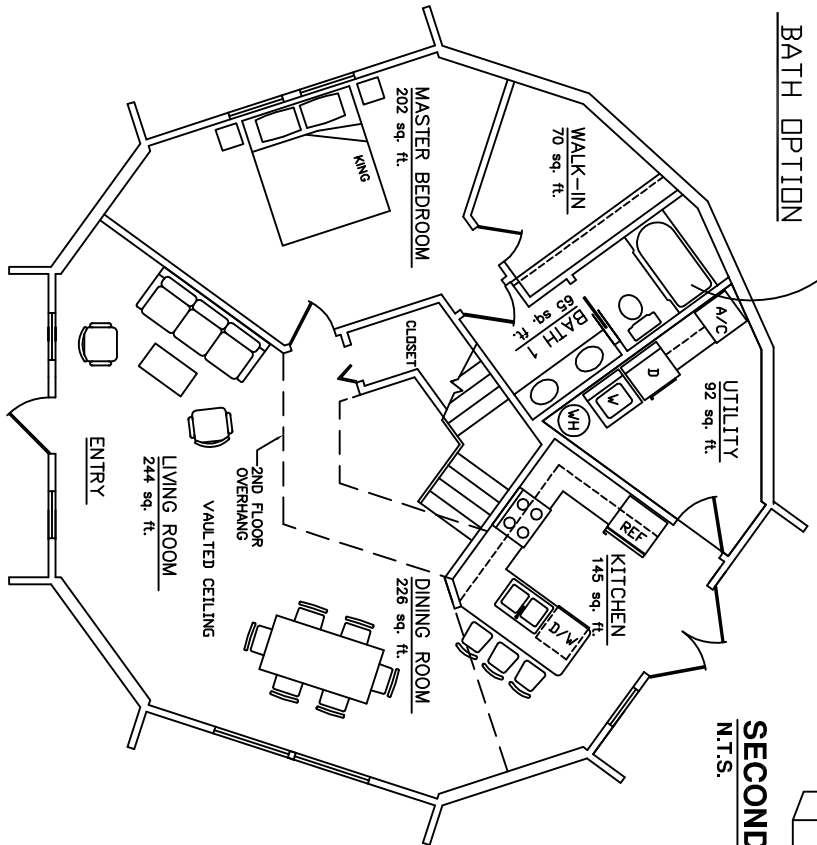 BATH OPTION
WALK-IN
70 sq. ft.
MASTER BEDROOM
202 sq. ft.
KING
A/C
UTILITY
92 sq. ft.
BATH 1
65 sq. ft.
D
W
WH
CLOSET
REF
KITCHEN
145 sq. ft.
D/W
2ND FLOOR
OVERHANG
ENTRY
LIVING ROOM
244 sq. ft.
VAULTED CEILING
DINING ROOM
226 sq. ft.
SECOND
N.T.S.